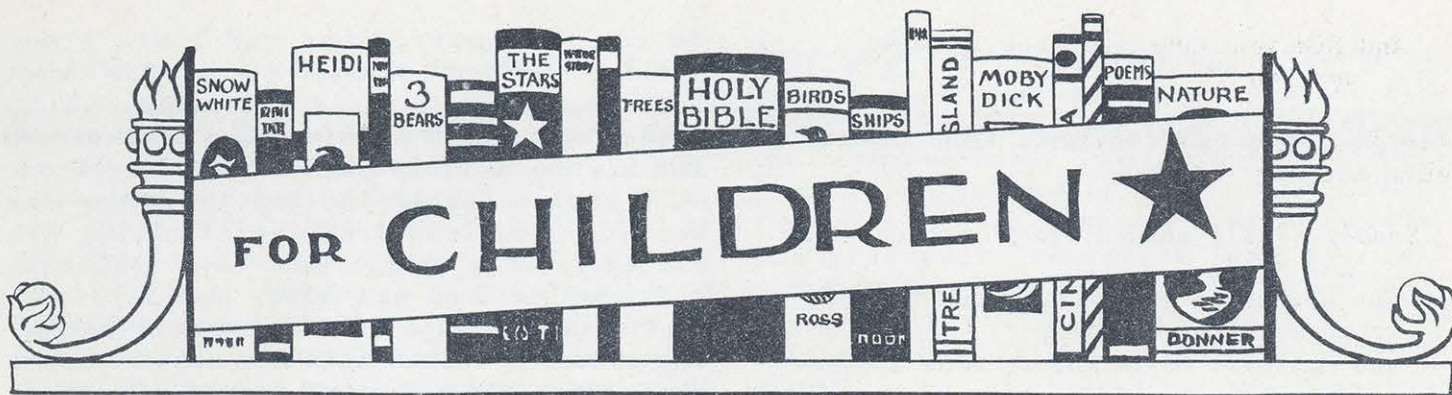 SNOW
WHITE
HEIDI
3
BEARS
THE
STARS
TREES
HOLY
BIBLE
BIRDS
SHIPS
SLAND
MOBY
DICK
A
POEMS
NATURE
FOR CHILDREN
ROSS
TRE
CIN
DONNER